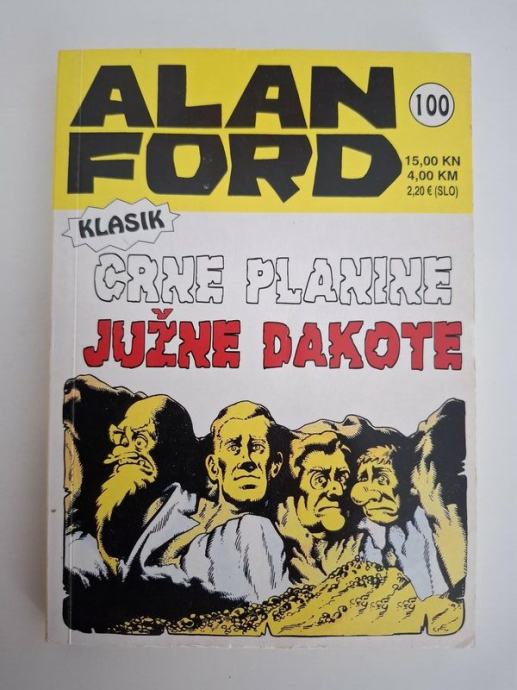 ALAN
FORD
100
15,00 KN
4,00 KM
2,20 € (SLO)
KLASIK
CRNE PLANINE
JUŽNE DAKOTE